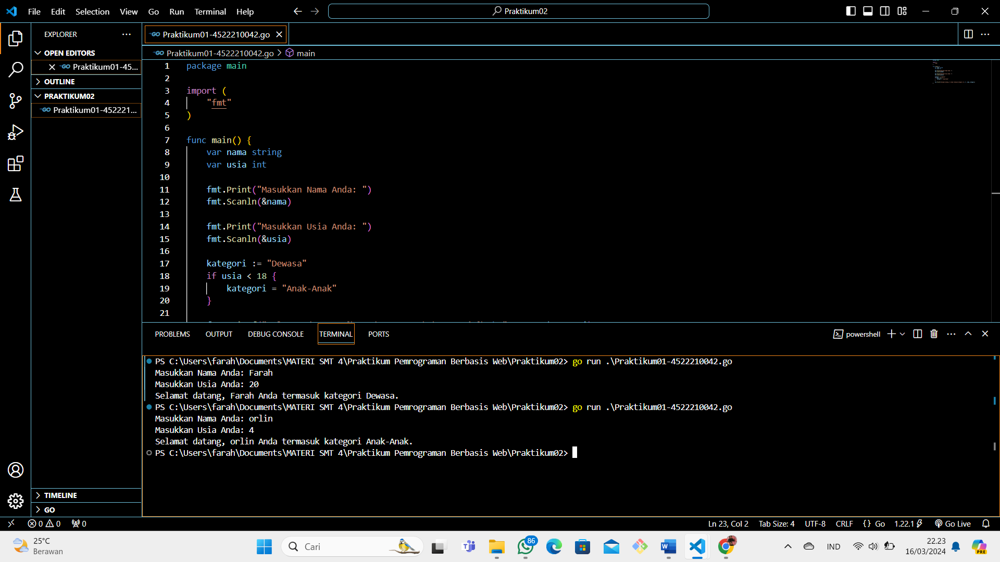 File Edit Selection View Go Run Terminal Help
Praktikum02
EXPLORER
OPEN EDITORS
GO Praktikum01-45...
OUTLINE
PRAKTIKUM02
GO Praktikum01-452221...
TIMELINE
GO
GO Praktikum01-4522210042.go
GO Praktikum01-4522210042.go > main
1 package main
2
3 import (
4 "fmt"
5 )
6
7 func main() {
8 var nama string
9 var usia int
10
11 fmt.Print("Masukkan Nama Anda: ")
12 fmt.Scanln(&nama)
13
14 fmt.Print("Masukkan Usia Anda: ")
15 fmt.Scanln(&usia)
16
17 kategori := "Dewasa"
18 if usia < 18 {
19 kategori = "Anak-Anak"
20 }
21
PROBLEMS OUTPUT DEBUG CONSOLE TERMINAL PORTS
powershell
PS C:\Users\farah\Documents\MATERI SMT 4\Praktikum Pemrograman Berbasis Web\Praktikum02> go run .\Praktikum01-4522210042.go
Masukkan Nama Anda: Farah
Masukkan Usia Anda: 20
Selamat datang, Farah Anda termasuk kategori Dewasa.
PS C:\Users\farah\Documents\MATERI SMT 4\Praktikum Pemrograman Berbasis Web\Praktikum02> go run .\Praktikum01-4522210042.go
Masukkan Nama Anda: orlin
Masukkan Usia Anda: 4
Selamat datang, orlin Anda termasuk kategori Anak-Anak.
PS C:\Users\farah\Documents\MATERI SMT 4\Praktikum Pemrograman Berbasis Web\Praktikum02>
0 0 0
Ln 23, Col 2 Tab Size: 4 UTF-8 CRLF {} Go 1.22.1 Go Live
25°C
Berawan
Cari
86
IND
22.23
16/03/2024
PRE